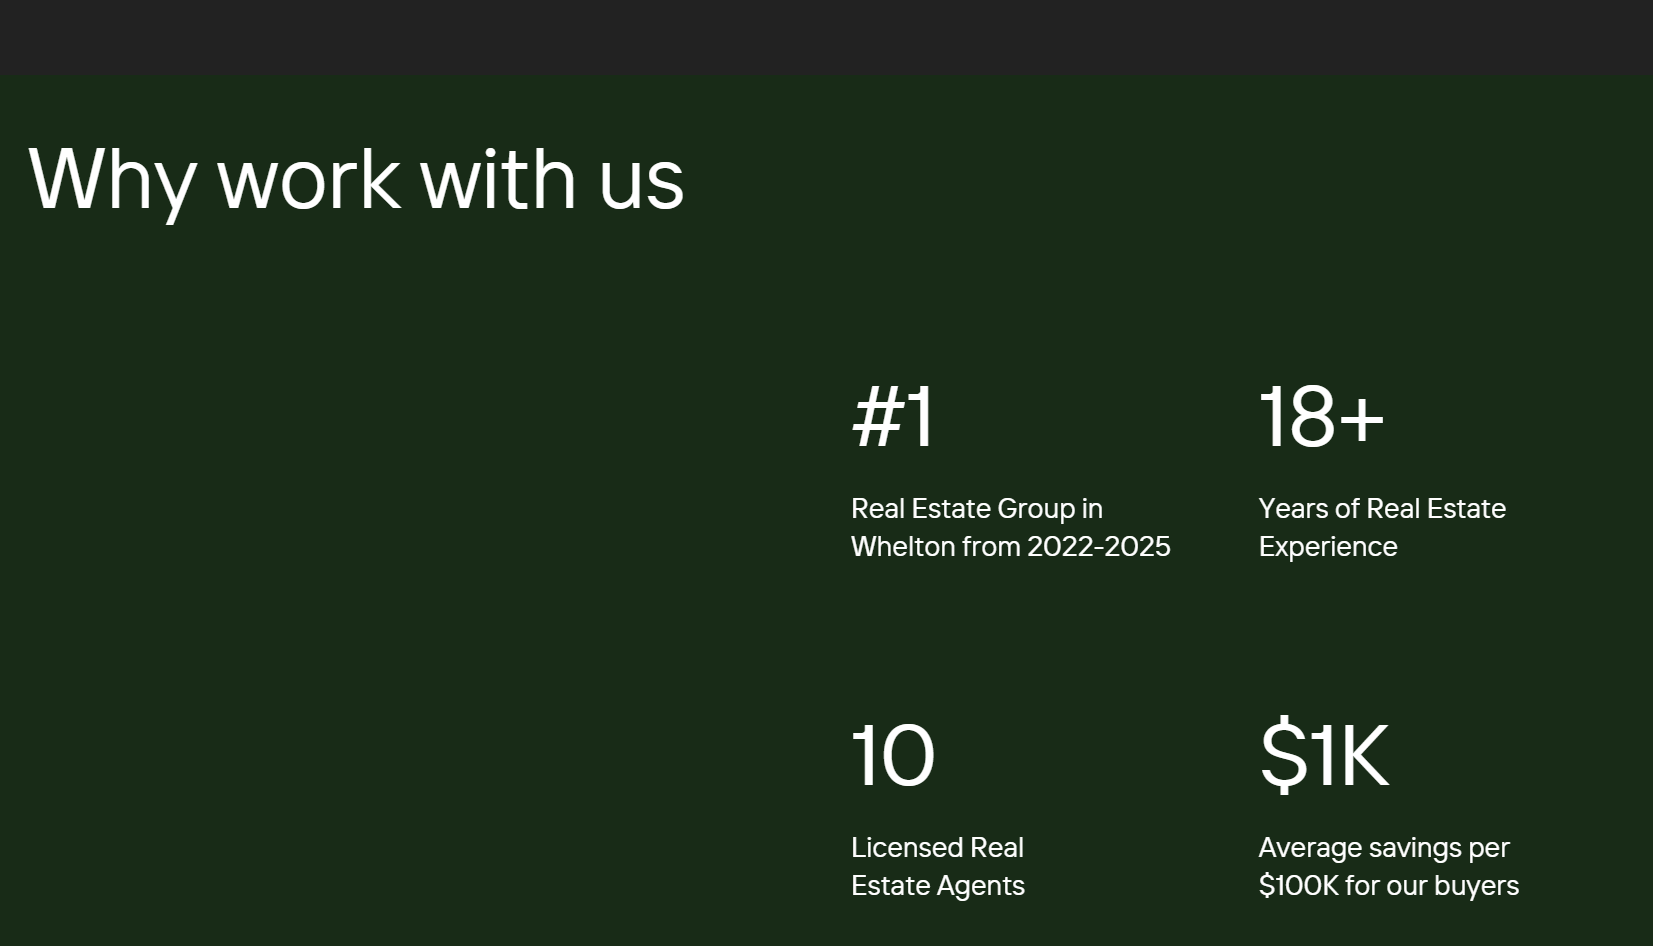 Why work with us
#1
Real Estate Group in
Whelton from 2022-2025
18+
Years of Real Estate
Experience
10
Licensed Real
Estate Agents
$1K
Average savings per
$100K for our buyers